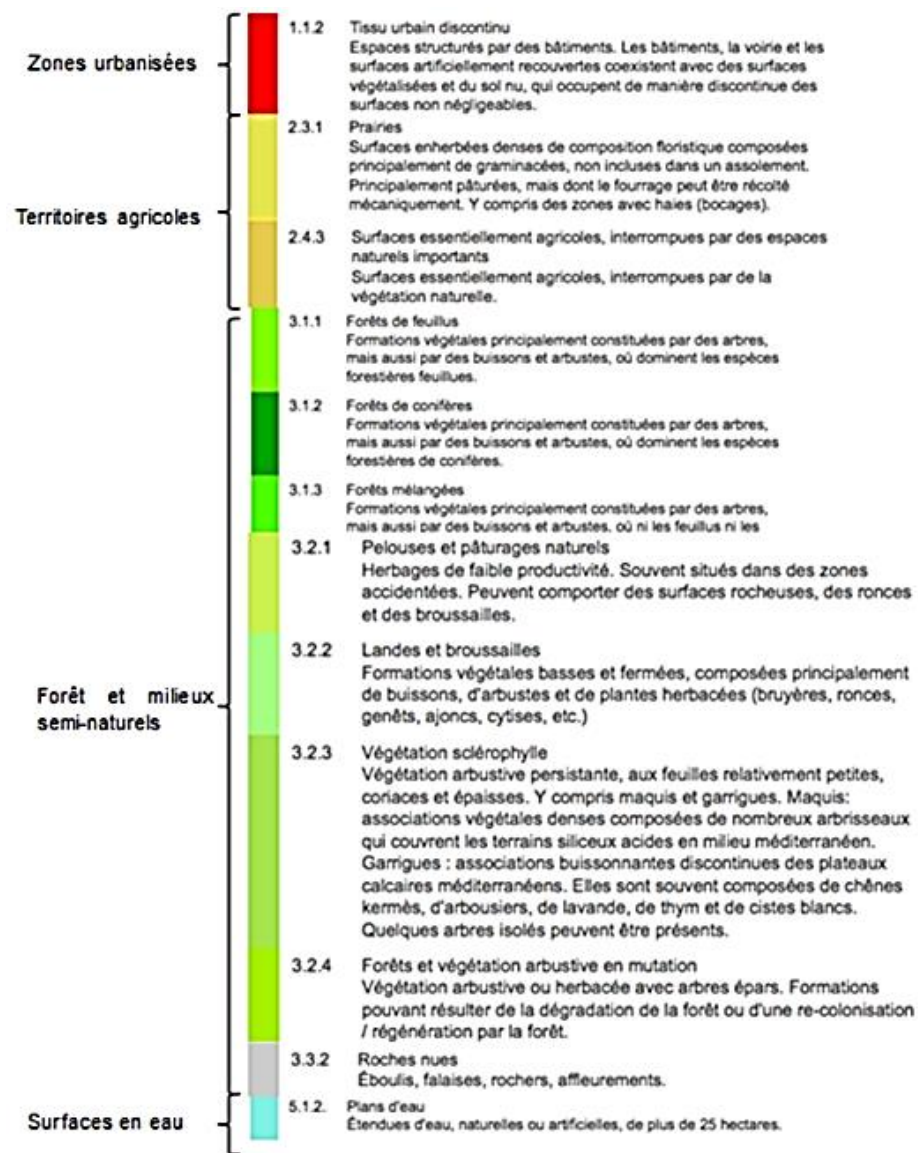 Zones urbanisées
1.1.2 Tissu urbain discontinu
Espaces structurés par des bâtiments. Les bâtiments, la voirie et les
surfaces artificiellement recouvertes coexistent avec des surfaces
végétalisées et du sol nu, qui occupent de manière discontinue des
surfaces non négligeables.
Territoires agricoles
2.3.1 Prairies
Surfaces enherbées denses de composition floristique composées
principalement de graminacées, non incluses dans un assolement.
Principalement pâturées, mais dont le fourrage peut être récolté
mécaniquement. Y compris des zones avec haies (bocages).
2.4.3 Surfaces essentiellement agricoles, interrompues par des espaces
naturels importants
Surfaces essentiellement agricoles, interrompues par de la
végétation naturelle.
Forêt et milieux
semi-naturels
3.1.1 Forêts de feuillus
Formations végétales principalement constituées par des arbres,
mais aussi par des buissons et arbustes, où dominent les espèces
forestières feuillues.
3.1.2 Forêts de conifères
Formations végétales principalement constituées par des arbres,
mais aussi par des buissons et arbustes, où dominent les espèces
forestières de conifères.
3.1.3 Forêts mélangées
Formations végétales principalement constituées par des arbres,
mais aussi par des buissons et arbustes, où ni les feuillus ni les
3.2.1 Pelouses et pâturages naturels
Herbages de faible productivité. Souvent situés dans des zones
accidentées. Peuvent comporter des surfaces rocheuses, des ronces
et des broussailles.
3.2.2 Landes et broussailles
Formations végétales basses et fermées, composées principalement
de buissons, d'arbustes et de plantes herbacées (bruyères, ronces,
genêts, ajoncs, cytises, etc.)
3.2.3 Végétation sclérophylle
Végétation arbustive persistante, aux feuilles relativement petites,
coriaces et épaisses. Y compris maquis et garrigues. Maquis:
associations végétales denses composées de nombreux arbrisseaux
qui couvrent les terrains siliceux acides en milieu méditerranéen.
Garrigues : associations buissonnantes discontinues des plateaux
calcaires méditerranéens. Elles sont souvent composées de chênes
kermès, d'arbousiers, de lavande, de thym et de cistes blancs.
Quelques arbres isolés peuvent être présents.
3.2.4 Forêts et végétation arbustive en mutation
Végétation arbustive ou herbacée avec arbres épars. Formations
pouvant résulter de la dégradation de la forêt ou d'une re-colonisation
/ régénération par la forêt.
3.3.2 Roches nues
Éboulis, falaises, rochers, affleurements.
Surfaces en eau
5.1.2. Plans d'eau
Étendues d'eau, naturelles ou artificielles, de plus de 25 hectares.